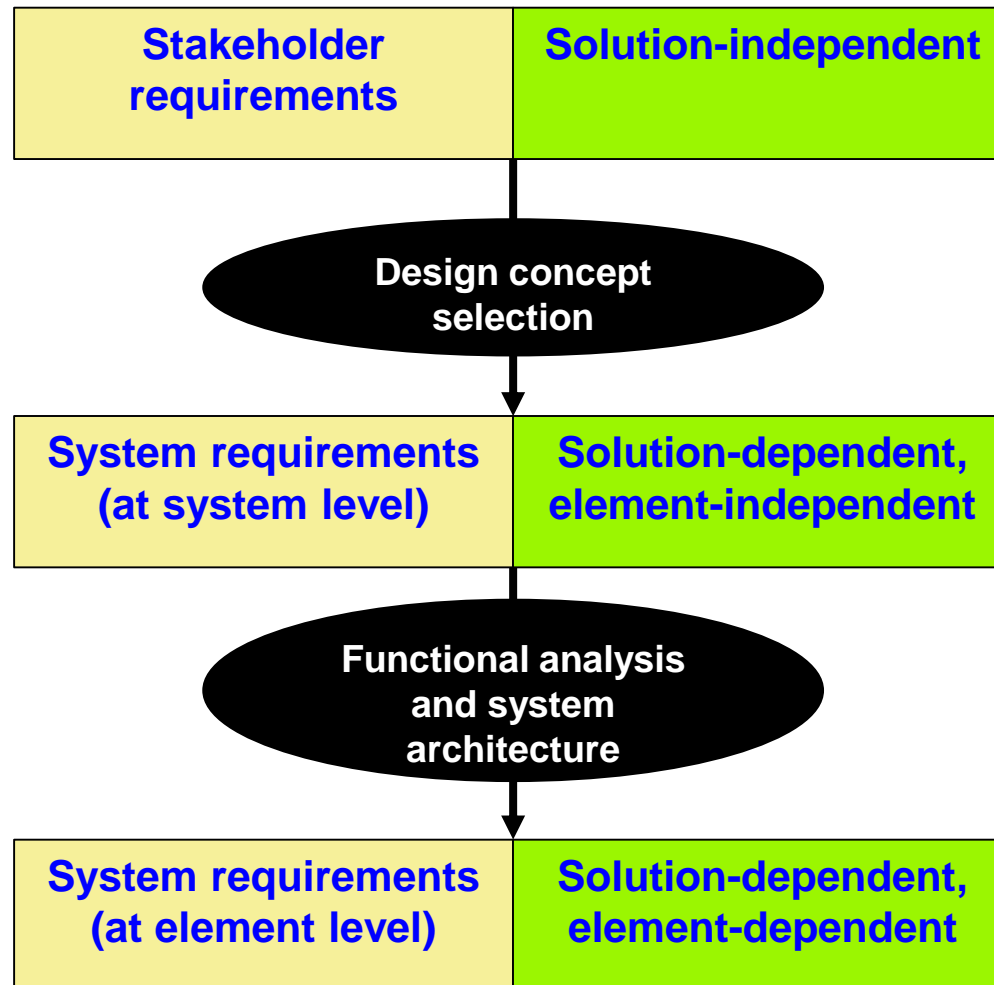 Stakeholder
requirements
Solution-independent
Design concept
selection
System requirements
(at system level)
Solution-dependent,
element-independent
Functional analysis
and system
architecture
System requirements
(at element level)
Solution-dependent,
element-dependent